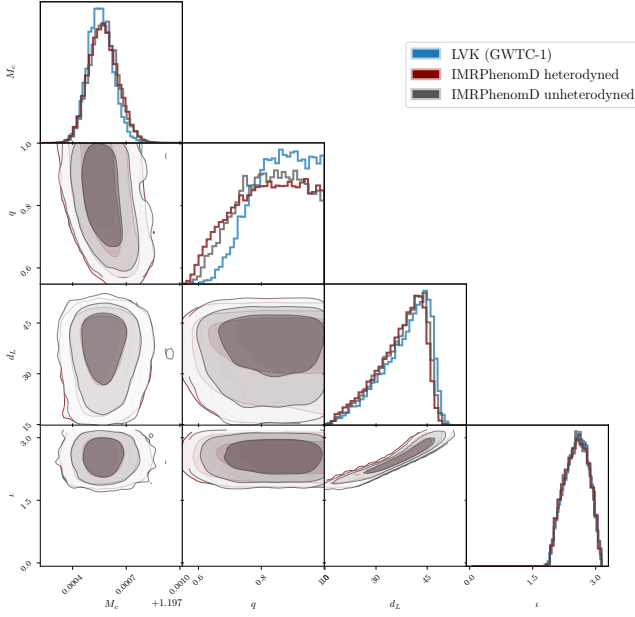 LVK (GWTC-1)
IMRPhenomD heterodyned
IMRPhenomD unheterodyned
M_c
1.0
q
0.8
0.6
45
d_L
30
15
3.0
ι
1.5
0.0
0.0004 0.0007 0.0010 0.6 0.8 1.0 15 30 45 0.0 1.5 3.0
M_c +1.197 q d_L ι